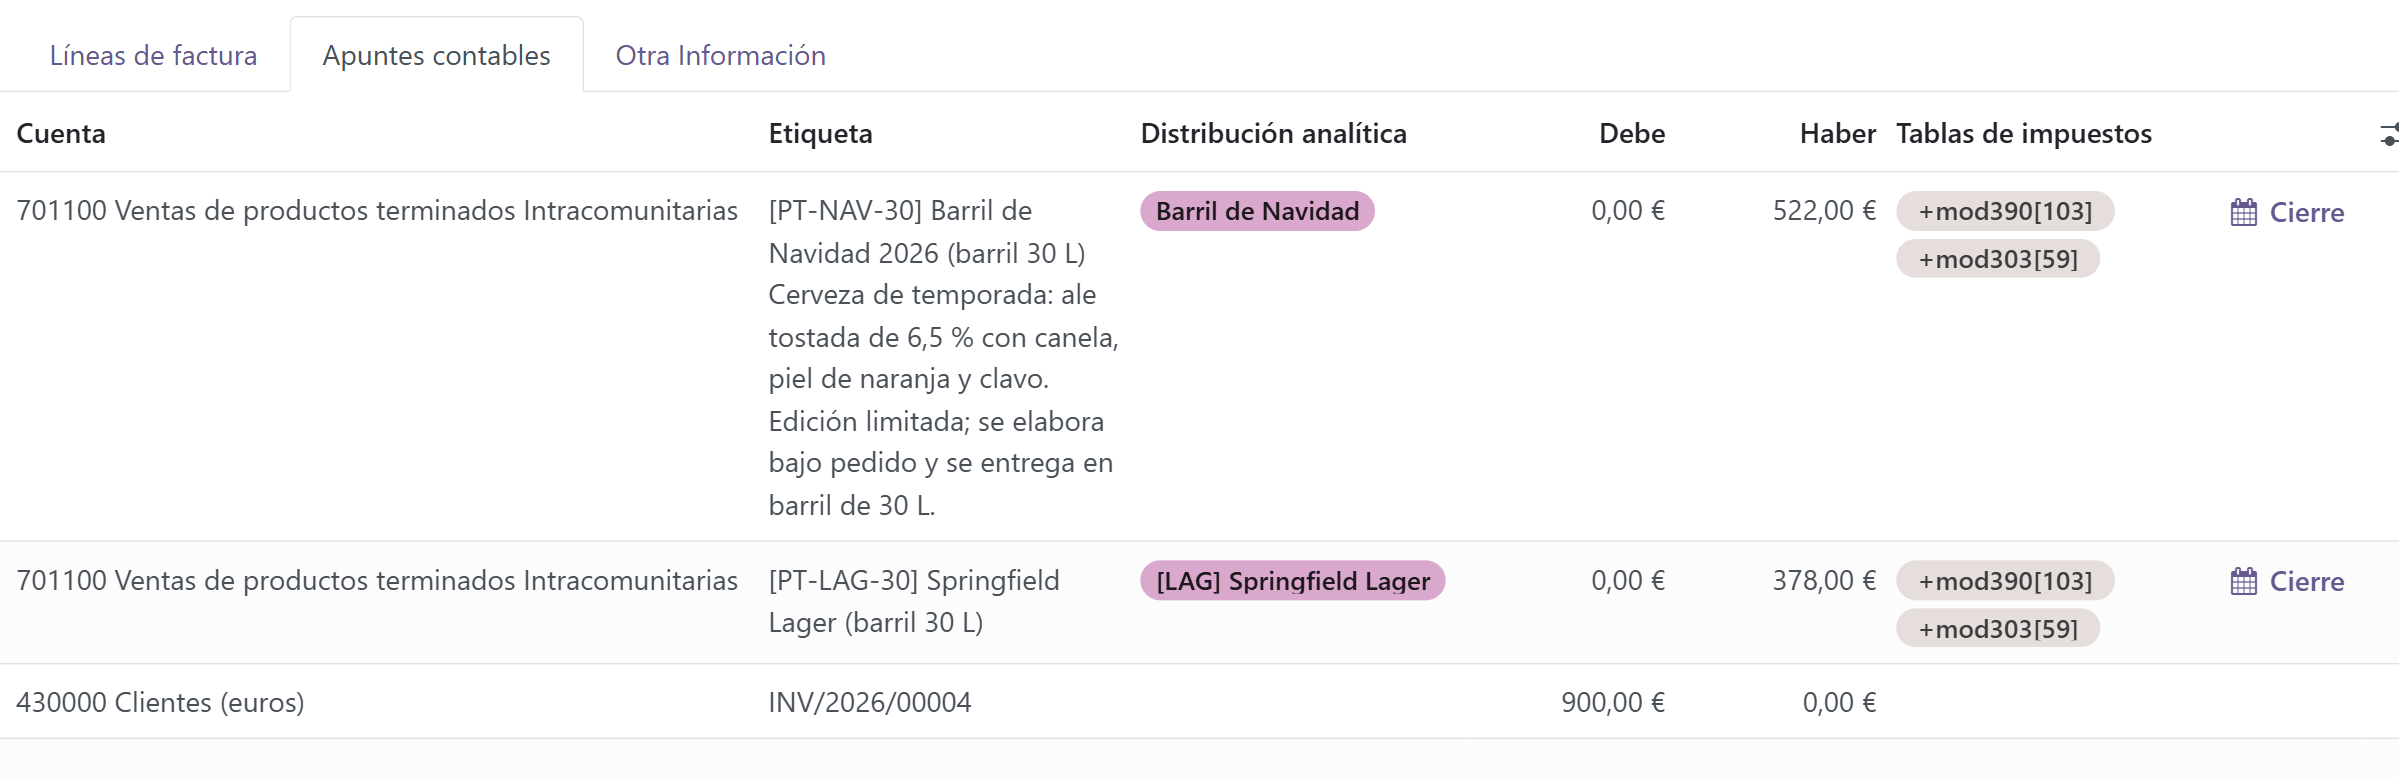 Líneas de factura
Apuntes contables
Otra Información
Cuenta
Etiqueta
Distribución analítica
Debe
Haber
Tablas de impuestos
701100 Ventas de productos terminados Intracomunitarias
[PT-NAV-30] Barril de
Navidad 2026 (barril 30 L)
Cerveza de temporada: ale
tostada de 6,5 % con canela,
piel de naranja y clavo.
Edición limitada; se elabora
bajo pedido y se entrega en
barril de 30 L.
Barril de Navidad
0,00 €
522,00 €
+mod390[103]
+mod303[59]
Cierre
701100 Ventas de productos terminados Intracomunitarias
[PT-LAG-30] Springfield
Lager (barril 30 L)
[LAG] Springfield Lager
0,00 €
378,00 €
+mod390[103]
+mod303[59]
Cierre
430000 Clientes (euros)
INV/2026/00004
900,00 €
0,00 €